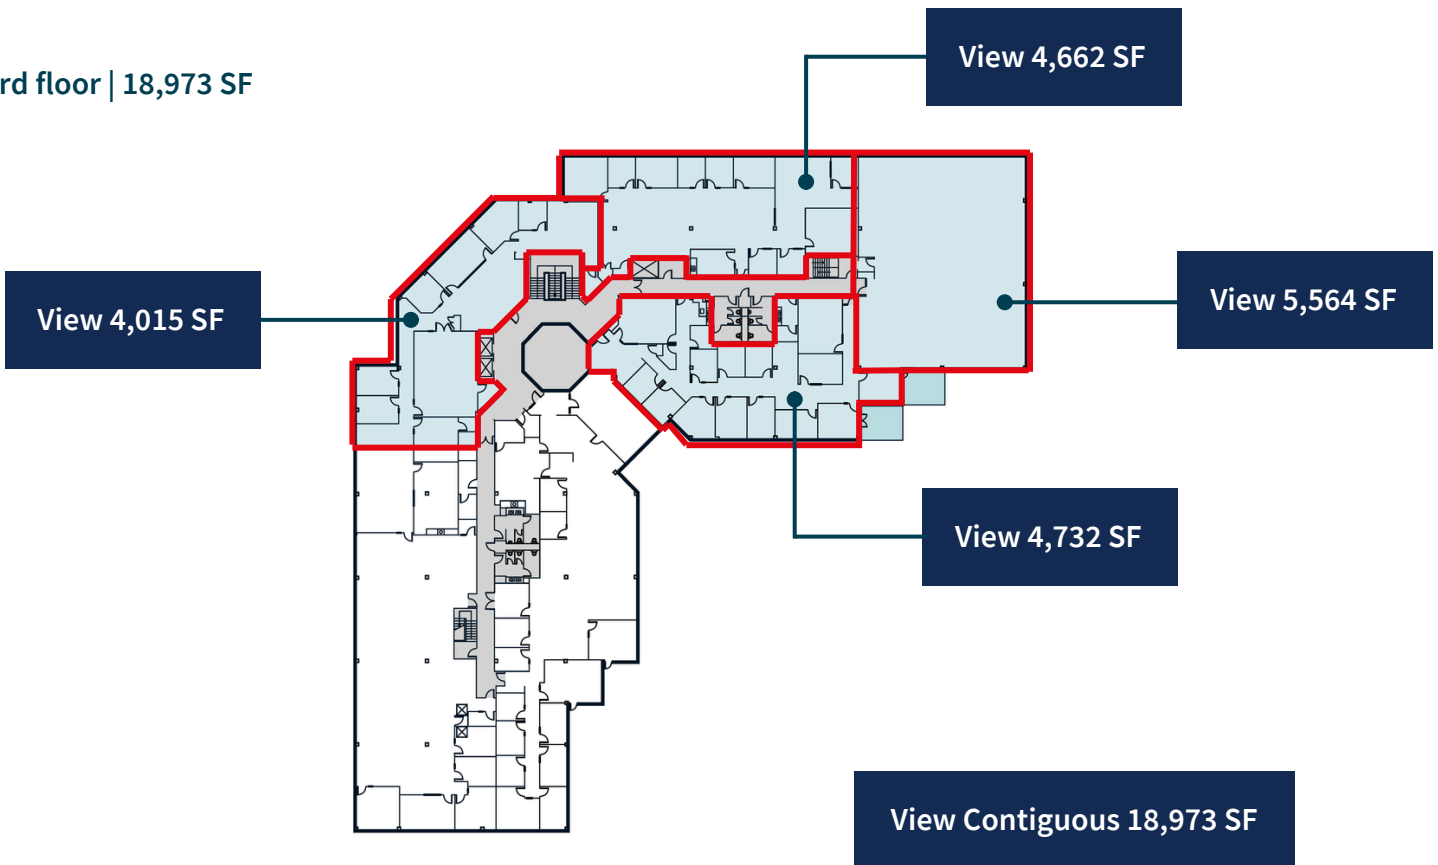 rd floor | 18,973 SF
View 4,662 SF
View 5,564 SF
View 4,015 SF
View 4,732 SF
View Contiguous 18,973 SF